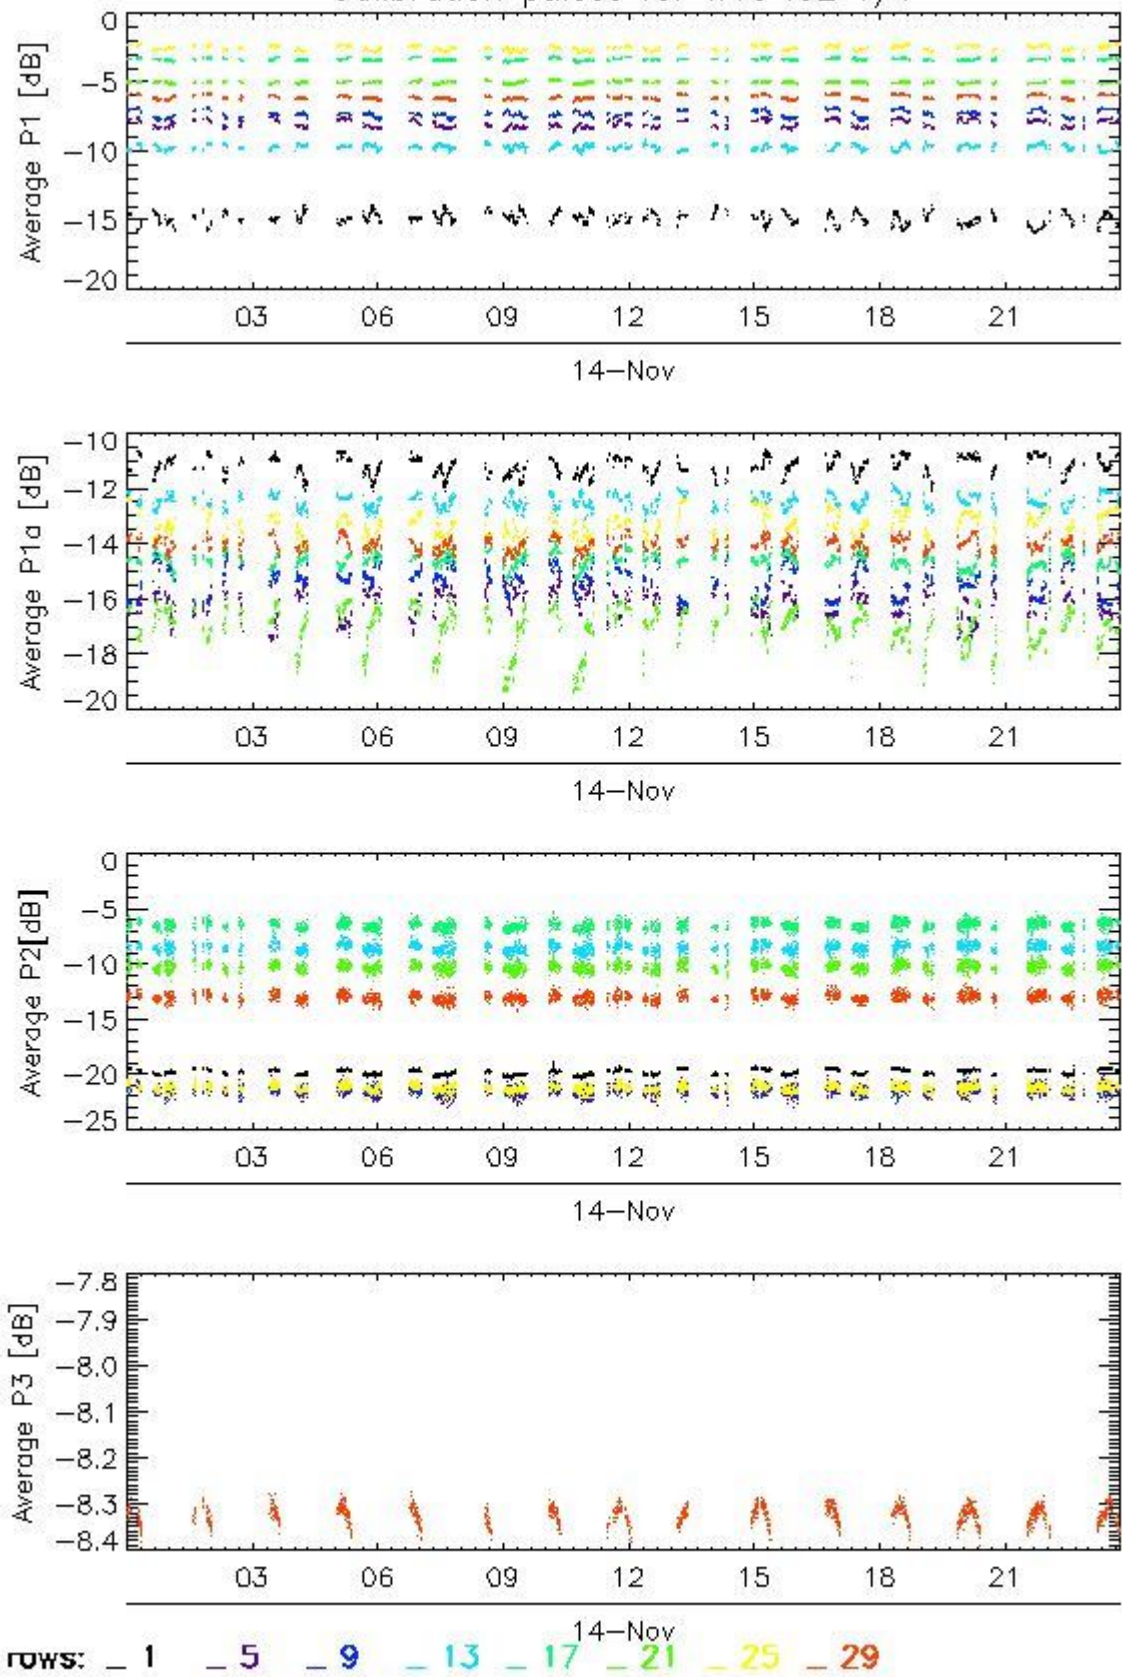 0
−5
−10
−15
−20
Average P1 [dB]
03 06 09 12 15 18 21
14−Nov
−10
−12
−14
−16
−18
−20
Average P1a [dB]
03 06 09 12 15 18 21
14−Nov
0
−5
−10
−15
−20
−25
Average P2[dB]
03 06 09 12 15 18 21
14−Nov
−7.8
−7.9
−8.0
−8.1
−8.2
−8.3
−8.4
Average P3 [dB]
03 06 09 12 15 18 21
14−Nov
rows: _ 1 _ 5 _ 9 _ 13 _ 17 _ 21 _ 25 _ 29